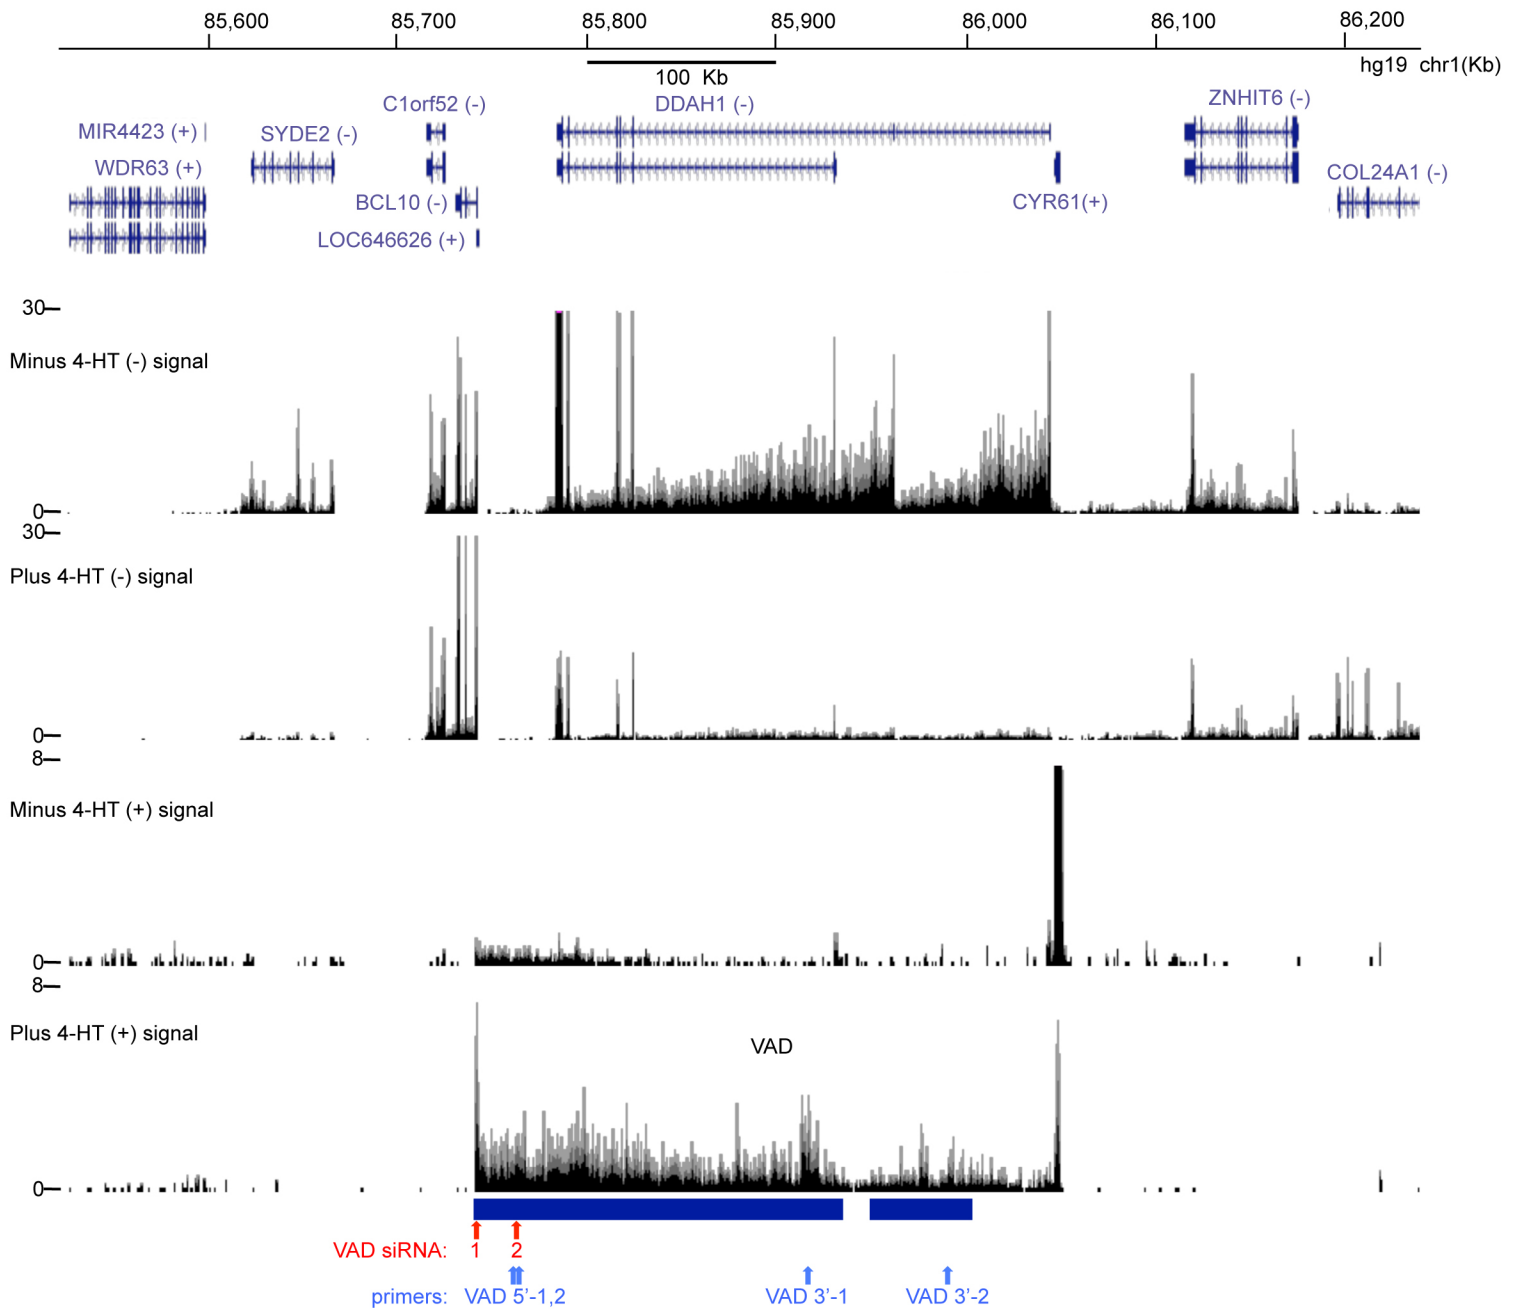 85,600 85,700 85,800 85,900 86,000 86,100 86,200
hg19 chr1(Kb)
100 Kb
C1orf52 (-) DDAH1 (-) ZNHIT6 (-)
MIR4423 (+) SYDE2 (-)
WDR63 (+) COL24A1 (-)
BCL10 (-) CYR61(+)
LOC646626 (+)
30
Minus 4-HT (-) signal
0
30
Plus 4-HT (-) signal
0
8
Minus 4-HT (+) signal
0
8
Plus 4-HT (+) signal
VAD
0
VAD siRNA: 1 2
primers: VAD 5’-1,2 VAD 3’-1 VAD 3’-2